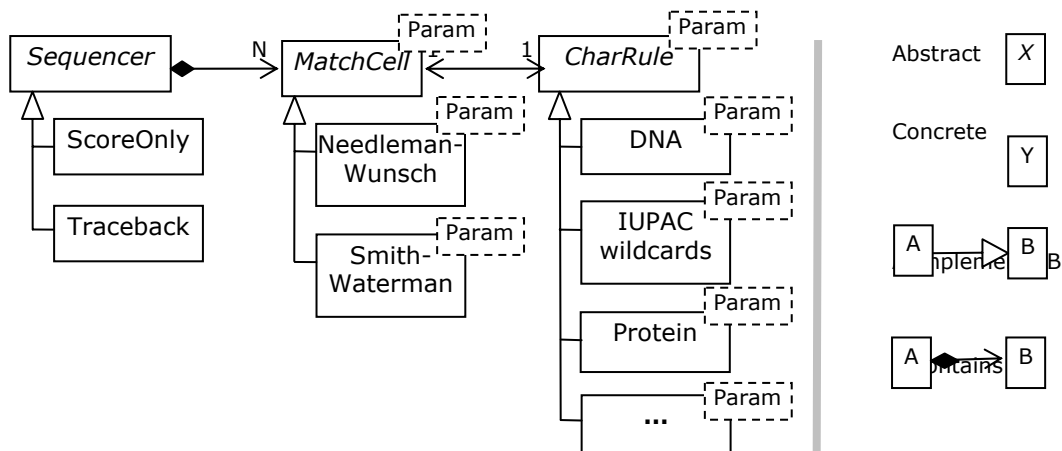 Param
Param
Sequencer
N
MatchCell
1
CharRule
Param
Param
ScoreOnly
Needleman-
Wunsch
DNA
Param
Traceback
Param
IUPAC
wildcards
Smith-
Waterman
Param
Protein
Param
...
Abstract
X
Concrete
Y
A
B
B
A
B